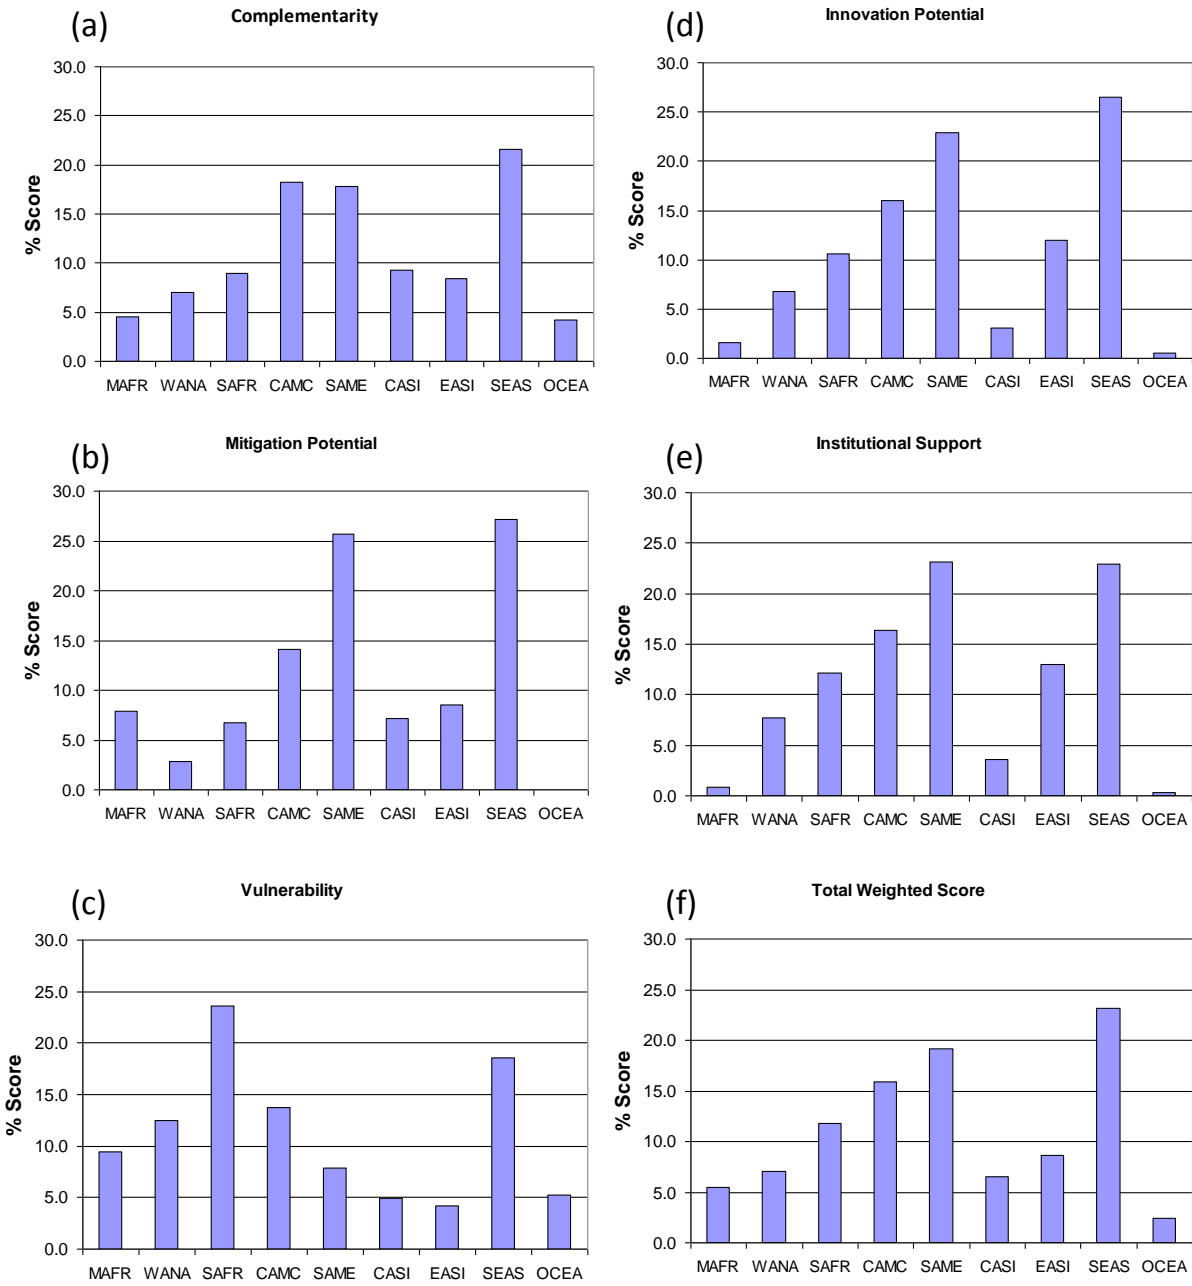 (a) Complementarity
% Score
30.0
25.0
20.0
15.0
10.0
5.0
0.0
MAFR WANA SAFR CAMC SAME CASI EASI SEAS OCEA
(d) Innovation Potential
% Score
30.0
25.0
20.0
15.0
10.0
5.0
0.0
MAFR WANA SAFR CAMC SAME CASI EASI SEAS OCEA
(b) Mitigation Potential
% Score
30.0
25.0
20.0
15.0
10.0
5.0
0.0
MAFR WANA SAFR CAMC SAME CASI EASI SEAS OCEA
(e) Institutional Support
% Score
30.0
25.0
20.0
15.0
10.0
5.0
0.0
MAFR WANA SAFR CAMC SAME CASI EASI SEAS OCEA
(c) Vulnerability
% Score
30.0
25.0
20.0
15.0
10.0
5.0
0.0
MAFR WANA SAFR CAMC SAME CASI EASI SEAS OCEA
(f) Total Weighted Score
% Score
30.0
25.0
20.0
15.0
10.0
5.0
0.0
MAFR WANA SAFR CAMC SAME CASI EASI SEAS OCEA